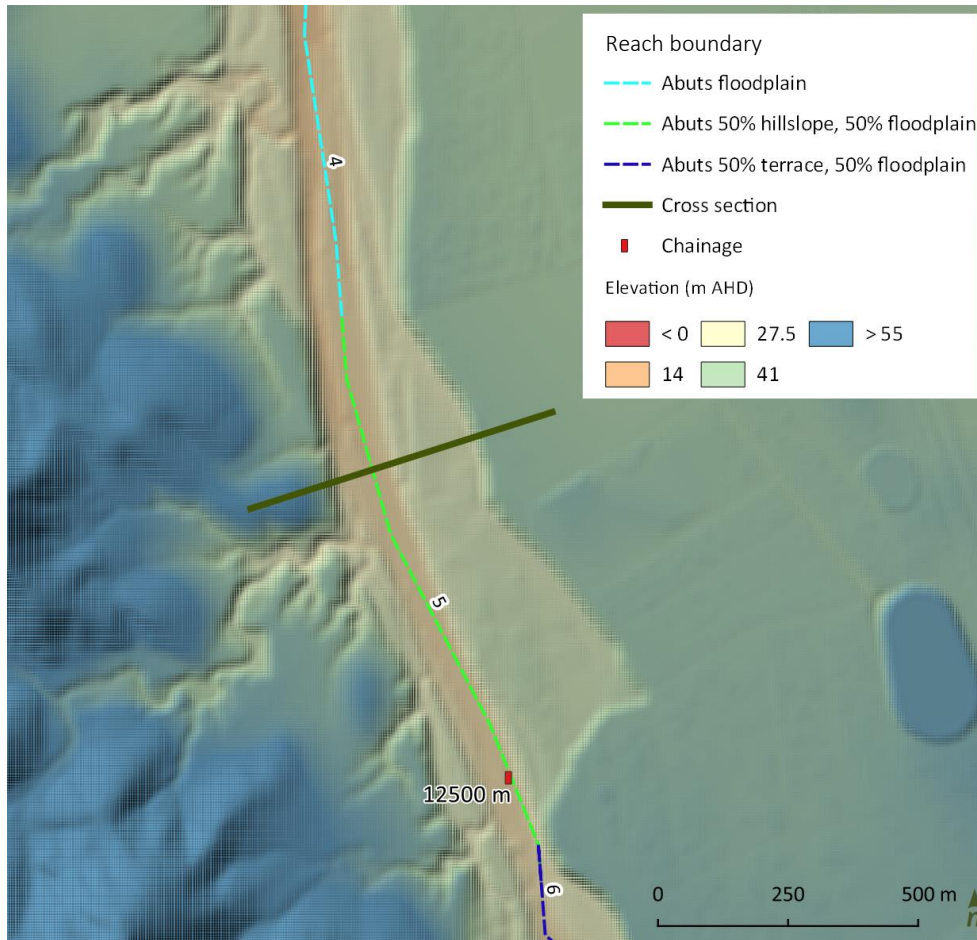 Reach boundary
Abuts floodplain
Abuts 50% hillslope, 50% floodplain
Abuts 50% terrace, 50% floodplain
Cross section
Chainage
Elevation (m AHD)
< 0 27.5 > 55
14 41
4
5
12500 m
6
0 250 500 m
n